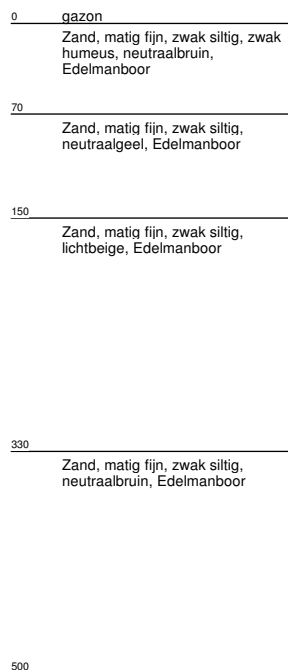 0 gazon
Zand, matig fijn, zwak siltig, zwak
humeus, neutraalbruin,
Edelmanboor
70
Zand, matig fijn, zwak siltig,
neutraalgeel, Edelmanboor
150
Zand, matig fijn, zwak siltig,
lichtbeige, Edelmanboor
330
Zand, matig fijn, zwak siltig,
neutraalbruin, Edelmanboor
500